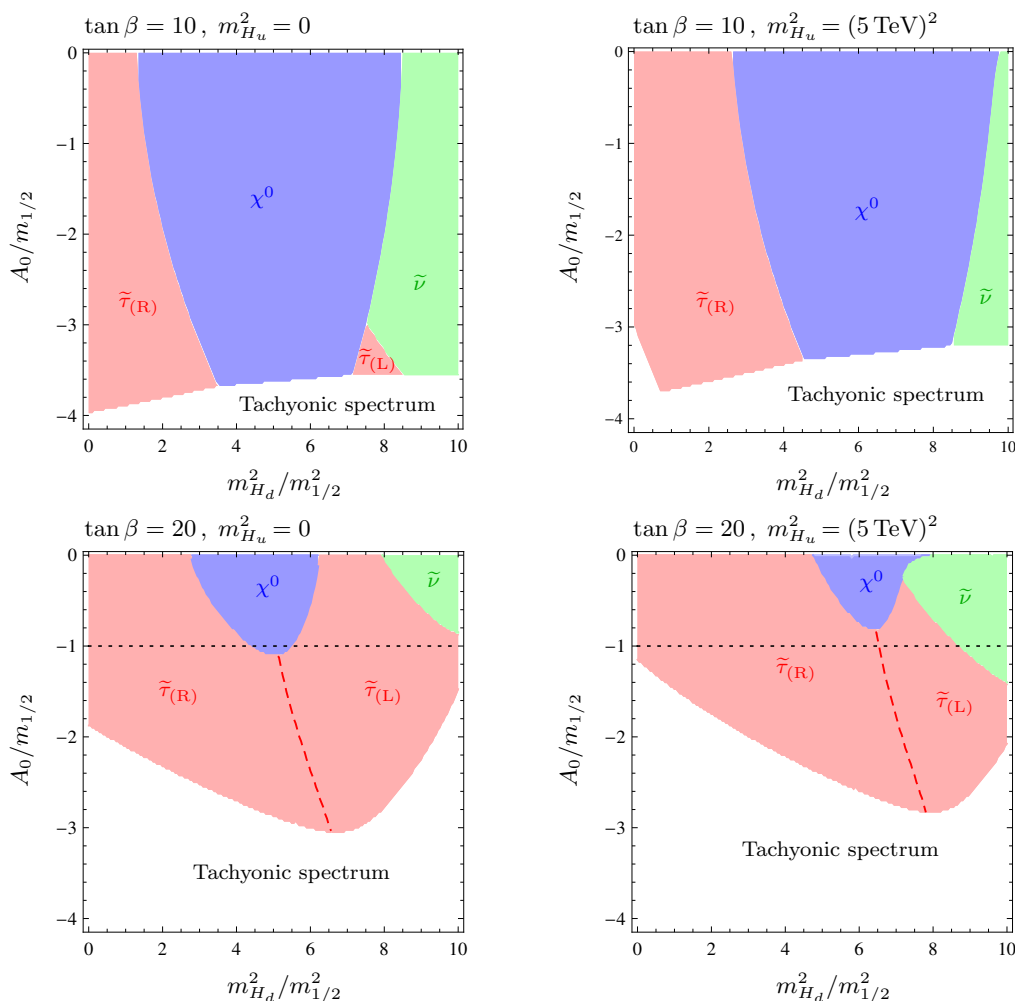 tan β = 10 , m²_{H_u} = 0
0
−1
−2
−3
−4
A₀/m_{1/2}
χ⁰
τ̃_(R)
ν̃
τ̃_(L)
Tachyonic spectrum
0 2 4 6 8 10
m²_{H_d}/m²_{1/2}
tan β = 10 , m²_{H_u} = (5 TeV)²
0
−1
−2
−3
−4
A₀/m_{1/2}
χ⁰
τ̃_(R)
ν̃
Tachyonic spectrum
0 2 4 6 8 10
m²_{H_d}/m²_{1/2}
tan β = 20 , m²_{H_u} = 0
0
−1
−2
−3
−4
A₀/m_{1/2}
χ⁰
ν̃
τ̃_(R)
τ̃_(L)
Tachyonic spectrum
0 2 4 6 8 10
m²_{H_d}/m²_{1/2}
tan β = 20 , m²_{H_u} = (5 TeV)²
0
−1
−2
−3
−4
A₀/m_{1/2}
χ⁰
ν̃
τ̃_(R)
τ̃_(L)
Tachyonic spectrum
0 2 4 6 8 10
m²_{H_d}/m²_{1/2}